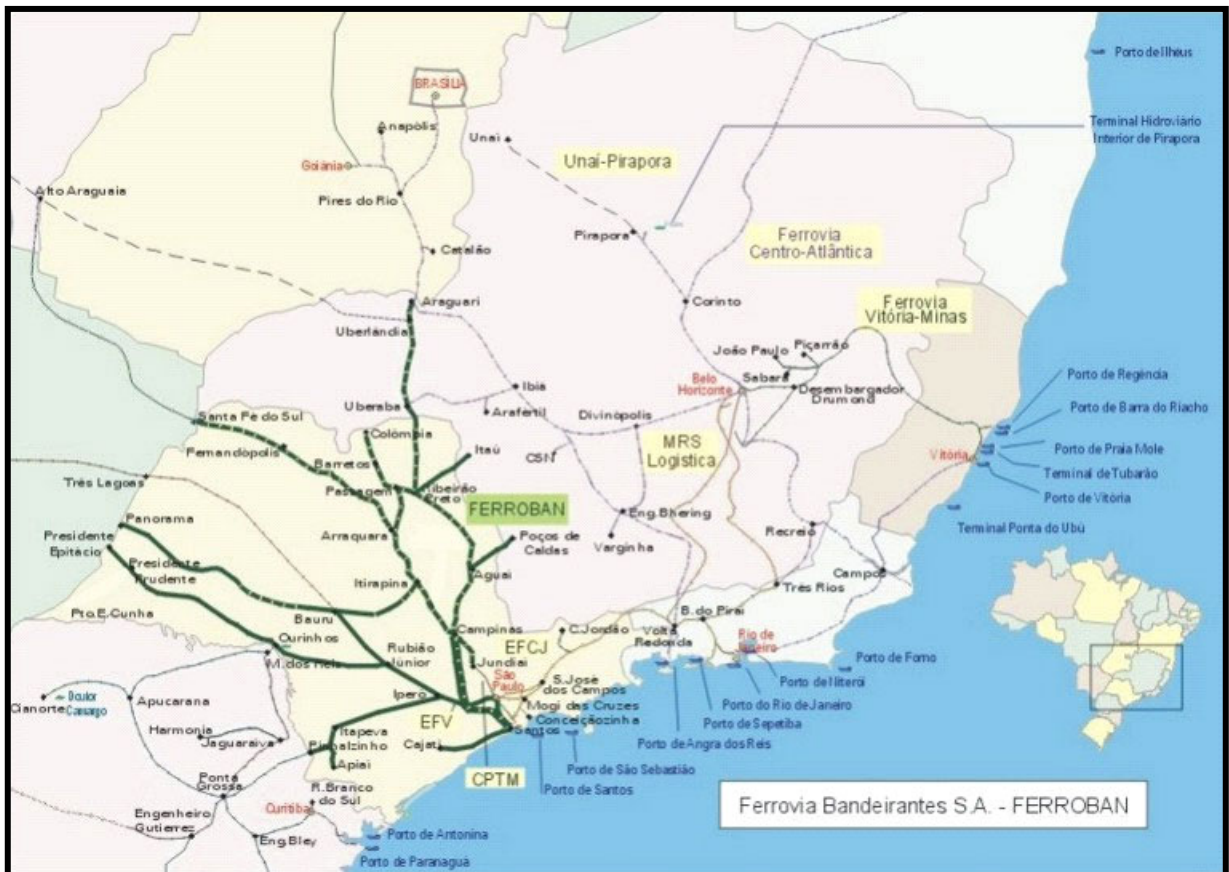 Porto de Ilhéus
BRASÍLIA
Anapòlis
Unaì
Terminal Hidroviário
Interior de Pirapora
Unaí-Pirapora
Goiânia
Alto Araguaia
Pires do Rio
Pirapora
Ferrovia
Centro-Atlântica
Catalão
Araguari
Corinto
Ferrovia
Vitória-Minas
Uberlândia
João Paulo
Piçarrão
Sabará
Belo
Horizonte
Desembargador
Drumond
Porto de Regência
Ibiá
Uberaba
Arafértil
Divinópolis
Porto de Barra do Riacho
Santa Fé do Sul
Colômpia
MRS
Logística
Itaú
CSN
Porto de Praia Mole
Vitória
Fernandópolis
Barretos
Terminal de Tubarão
Três Lagoas
Passagem
Ribeirão
Preto
Porto de Vitória
FERROBAN
Eng.Bhering
Panorama
Terminal Ponta do Ubú
Presidente
Epitácio
Arraquara
Poços de
Caldas
Varginha
Recreio
Presidente
Prudente
Itirapina
Aguaí
Três Rios
Campos
Pto.E.Cunha
Bauru
B.do Piraí
Ourinhos
Campinas
EFCJ
C.Jordão
Volta
Redonda
Rio de
Janeiro
M.dos Reis
Rubião
Júnior
Jundiaí
Porto de Forno
São
Paulo
S.José
dos Campos
Porto de Niterói
Cianorte
Doutor
Camargo
Apucarana
Ipero
Mogi das Cruzes
Porto do Rio de Janeiro
Conceiçãozinha
Porto de Sepetiba
EFV
Santos
Harmonia
Itapeva
Pinhalzinho
Jaguaraiva
Cajatí
Porto de Angra dos Reis
Apiaí
Porto de São Sebastião
CPTM
Porto de Santos
Ponta
Grossa
R.Branco
do Sul
Ferrovia Bandeirantes S.A. - FERROBAN
Curitiba
Engenheiro
Gutierrez
Eng.Bley
Porto de Antonina
Porto de Paranaguá